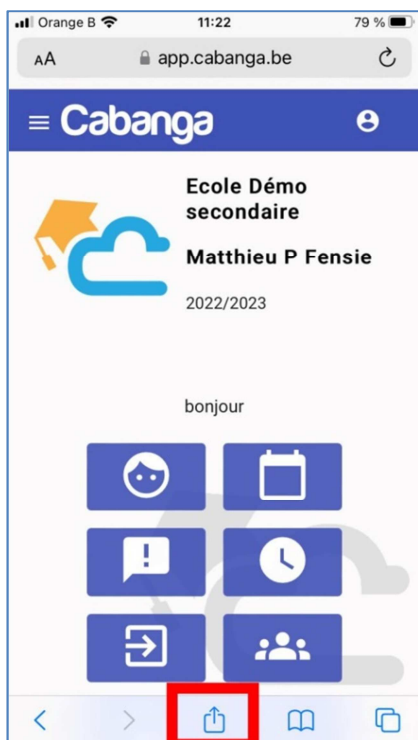 Orange B 11:22 79 %
AA app.cabanga.be
Cabanga
Ecole Démo
secondaire
Matthieu P Fensie
2022/2023
bonjour